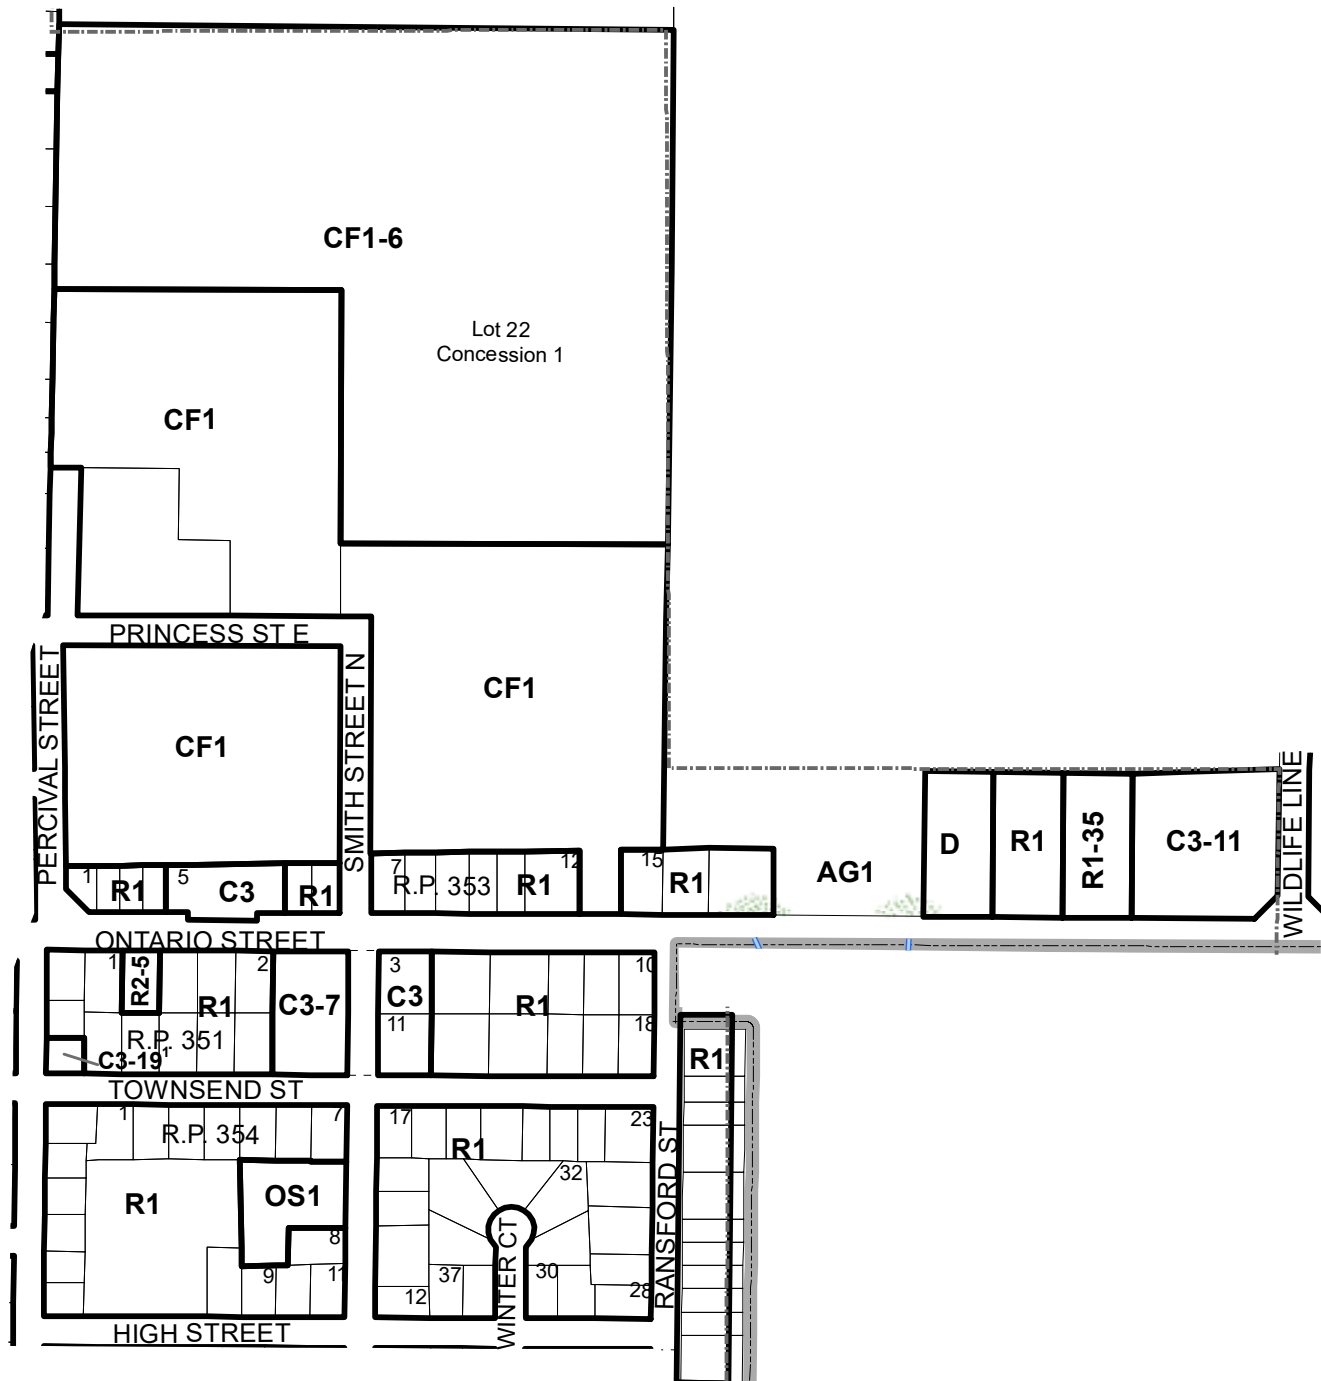 CF1-6
Lot 22
Concession 1
CF1
PRINCESS ST E
PERCIVAL STREET
SMITH STREET N
CF1
CF1
WILDLIFE LINE
D
R1
R1-35
C3-11
AG1
1
R1
5
C3
R1
7
R.P. 353
R1
12
15
R1
ONTARIO STREET
1
R2-5
R1
2
C3-7
3
C3
11
R1
10
18
R.P. 351
1
C3-19
R1
TOWNSEND ST
1
R.P. 354
7
R1
OS1
8
9
11
17
R1
23
32
WINTER CT
37
30
12
28
RANSFORD ST
HIGH STREET